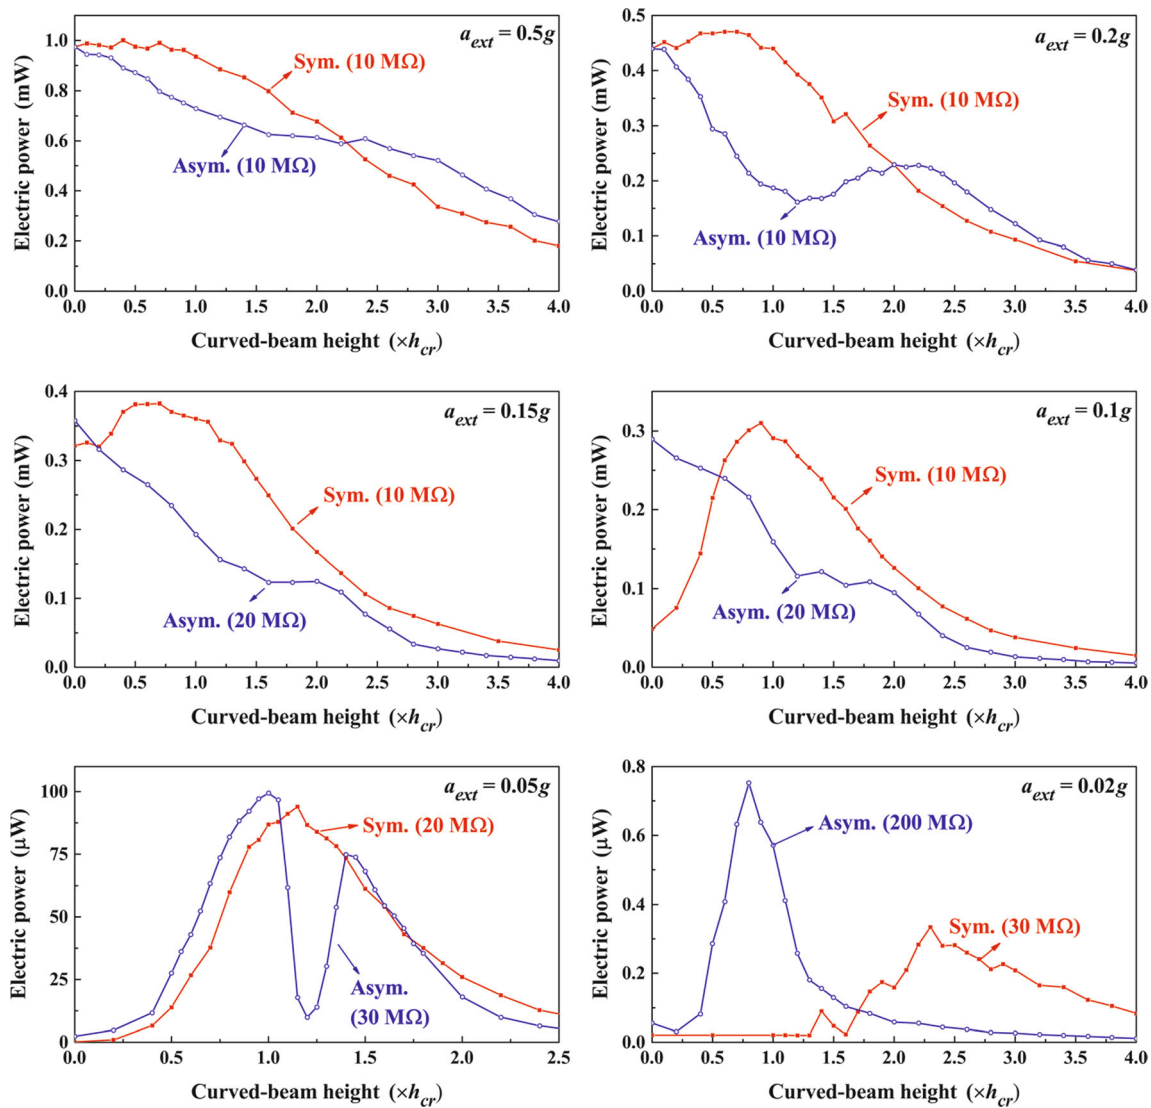 a_ext = 0.5g
Sym. (10 MΩ)
Asym. (10 MΩ)
Electric power (mW)
1.0
0.8
0.6
0.4
0.2
0.0
0.0 0.5 1.0 1.5 2.0 2.5 3.0 3.5 4.0
Curved-beam height (×h_cr)
a_ext = 0.2g
Sym. (10 MΩ)
Asym. (10 MΩ)
Electric power (mW)
0.5
0.4
0.3
0.2
0.1
0.0
0.0 0.5 1.0 1.5 2.0 2.5 3.0 3.5 4.0
Curved-beam height (×h_cr)
a_ext = 0.15g
Sym. (10 MΩ)
Asym. (20 MΩ)
Electric power (mW)
0.4
0.3
0.2
0.1
0.0
0.0 0.5 1.0 1.5 2.0 2.5 3.0 3.5 4.0
Curved-beam height (×h_cr)
a_ext = 0.1g
Sym. (10 MΩ)
Asym. (20 MΩ)
Electric power (mW)
0.3
0.2
0.1
0.0
0.0 0.5 1.0 1.5 2.0 2.5 3.0 3.5 4.0
Curved-beam height (×h_cr)
a_ext = 0.05g
Sym. (20 MΩ)
Asym.
(30 MΩ)
Electric power (μW)
100
75
50
25
0
0.0 0.5 1.0 1.5 2.0 2.5
Curved-beam height (×h_cr)
a_ext = 0.02g
Asym. (200 MΩ)
Sym. (30 MΩ)
Electric power (μW)
0.8
0.6
0.4
0.2
0.0
0.0 0.5 1.0 1.5 2.0 2.5 3.0 3.5 4.0
Curved-beam height (×h_cr)